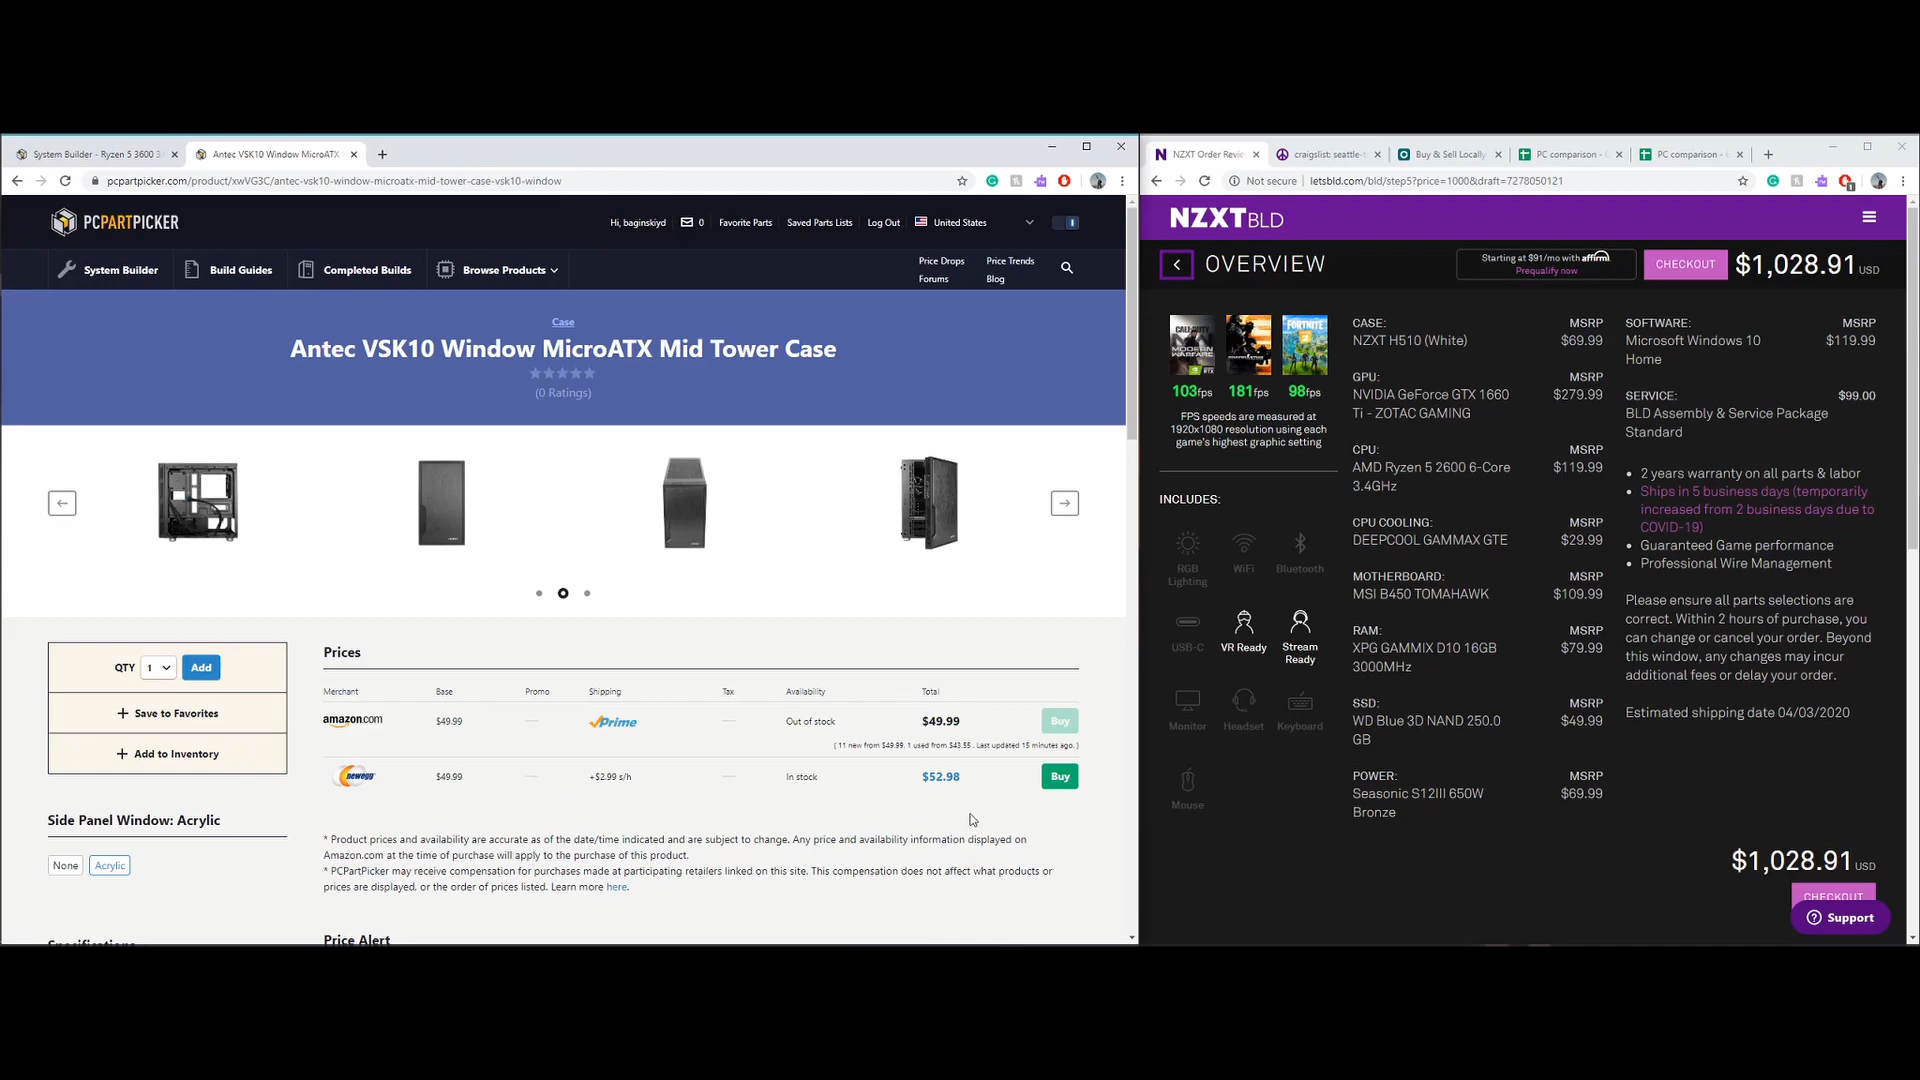 System Builder - Ryzen 5 3600 3
Antec VSK10 Window MicroATX
pcpartpicker.com/product/xwVG3C/antec-vsk10-window-microatx-mid-tower-case-vsk10-window
PCPARTPICKER
Hi, baginskiyd
0
Favorite Parts
Saved Parts Lists
Log Out
United States
System Builder
Build Guides
Completed Builds
Browse Products
Price Drops
Price Trends
Forums
Blog
Case
Antec VSK10 Window MicroATX Mid Tower Case
(0 Ratings)
QTY 1 Add
Save to Favorites
Add to Inventory
Side Panel Window: Acrylic
None
Acrylic
Specifications
Prices
Merchant Base Promo Shipping Tax Availability Total
amazon.com $49.99 — Prime — Out of stock $49.99 Buy
( 11 new from $49.99, 1 used from $43.55 . Last updated 15 minutes ago. )
newegg $49.99 — +$2.99 s/h — In stock $52.98 Buy
* Product prices and availability are accurate as of the date/time indicated and are subject to change. Any price and availability information displayed on
Amazon.com at the time of purchase will apply to the purchase of this product.
* PCPartPicker may receive compensation for purchases made at participating retailers linked on this site. This compensation does not affect what products or
prices are displayed, or the order of prices listed. Learn more here.
Price Alert
NZXT Order Revie
craigslist: seattle-t
Buy & Sell Locally
PC comparison -
PC comparison -
Not secure
letsbld.com/bld/step5?price=1000&draft=7278050121
1
NZXT BLD
OVERVIEW
Starting at $91/mo with affirm.
Prequalify now
CHECKOUT
$1,028.91 USD
CALL OF DUTY
MODERN
WARFARE
FORTNITE
2
103fps
181fps
98fps
FPS speeds are measured at
1920x1080 resolution using each
game's highest graphic setting
INCLUDES:
RGB
Lighting
WiFi
Bluetooth
USB-C
VR Ready
Stream
Ready
Monitor
Headset
Keyboard
Mouse
CASE: MSRP
NZXT H510 (White) $69.99
GPU: MSRP
NVIDIA GeForce GTX 1660 $279.99
Ti - ZOTAC GAMING
CPU: MSRP
AMD Ryzen 5 2600 6-Core $119.99
3.4GHz
CPU COOLING: MSRP
DEEPCOOL GAMMAX GTE $29.99
MOTHERBOARD: MSRP
MSI B450 TOMAHAWK $109.99
RAM: MSRP
XPG GAMMIX D10 16GB $79.99
3000MHz
SSD: MSRP
WD Blue 3D NAND 250.0 $49.99
GB
POWER: MSRP
Seasonic S12III 650W $69.99
Bronze
SOFTWARE: MSRP
Microsoft Windows 10 $119.99
Home
SERVICE: $99.00
BLD Assembly & Service Package
Standard
• 2 years warranty on all parts & labor
• Ships in 5 business days (temporarily
increased from 2 business days due to
COVID-19)
• Guaranteed Game performance
• Professional Wire Management
Please ensure all parts selections are
correct. Within 2 hours of purchase, you
can change or cancel your order. Beyond
this window, any changes may incur
additional fees or delay your order.
Estimated shipping date 04/03/2020
$1,028.91 USD
CHECKOUT
Support